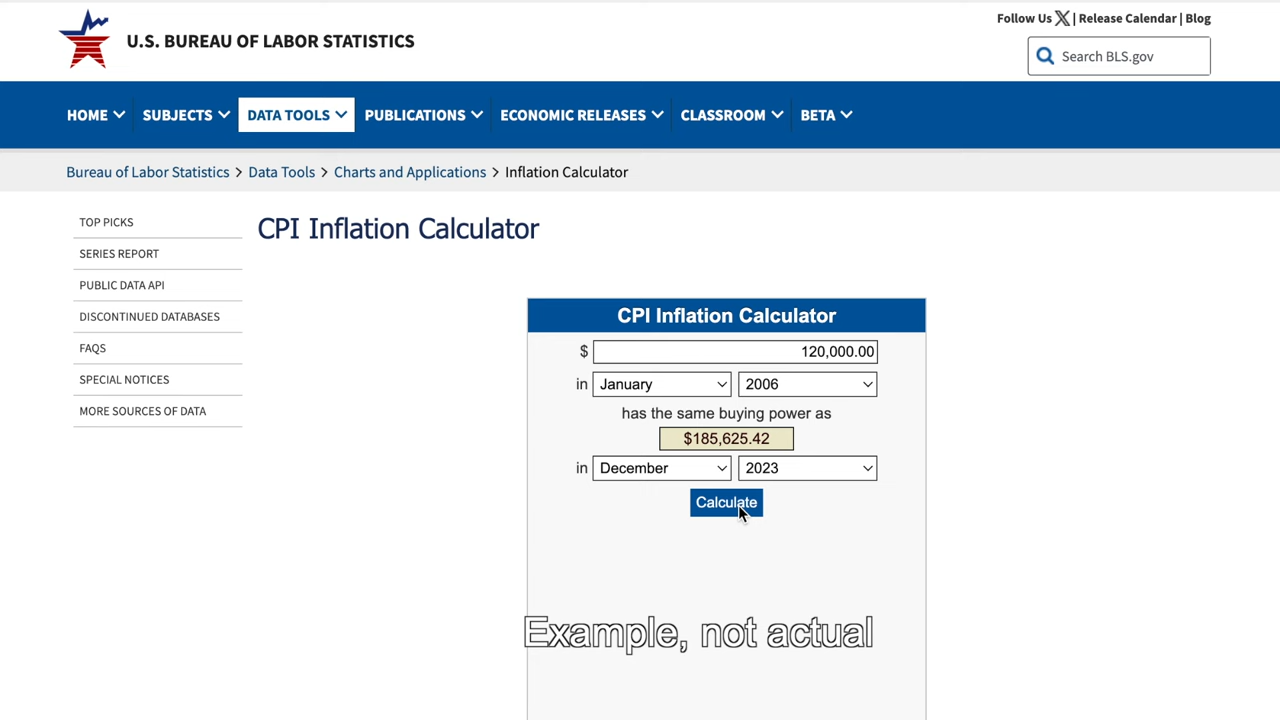 Follow Us X | Release Calendar | Blog
U.S. BUREAU OF LABOR STATISTICS
Search BLS.gov
HOME SUBJECTS DATA TOOLS PUBLICATIONS ECONOMIC RELEASES CLASSROOM BETA
Bureau of Labor Statistics > Data Tools > Charts and Applications > Inflation Calculator
TOP PICKS
SERIES REPORT
PUBLIC DATA API
DISCONTINUED DATABASES
FAQS
SPECIAL NOTICES
MORE SOURCES OF DATA
CPI Inflation Calculator
CPI Inflation Calculator
$ 120,000.00
in January 2006
has the same buying power as
$185,625.42
in December 2023
Calculate
Example, not actual